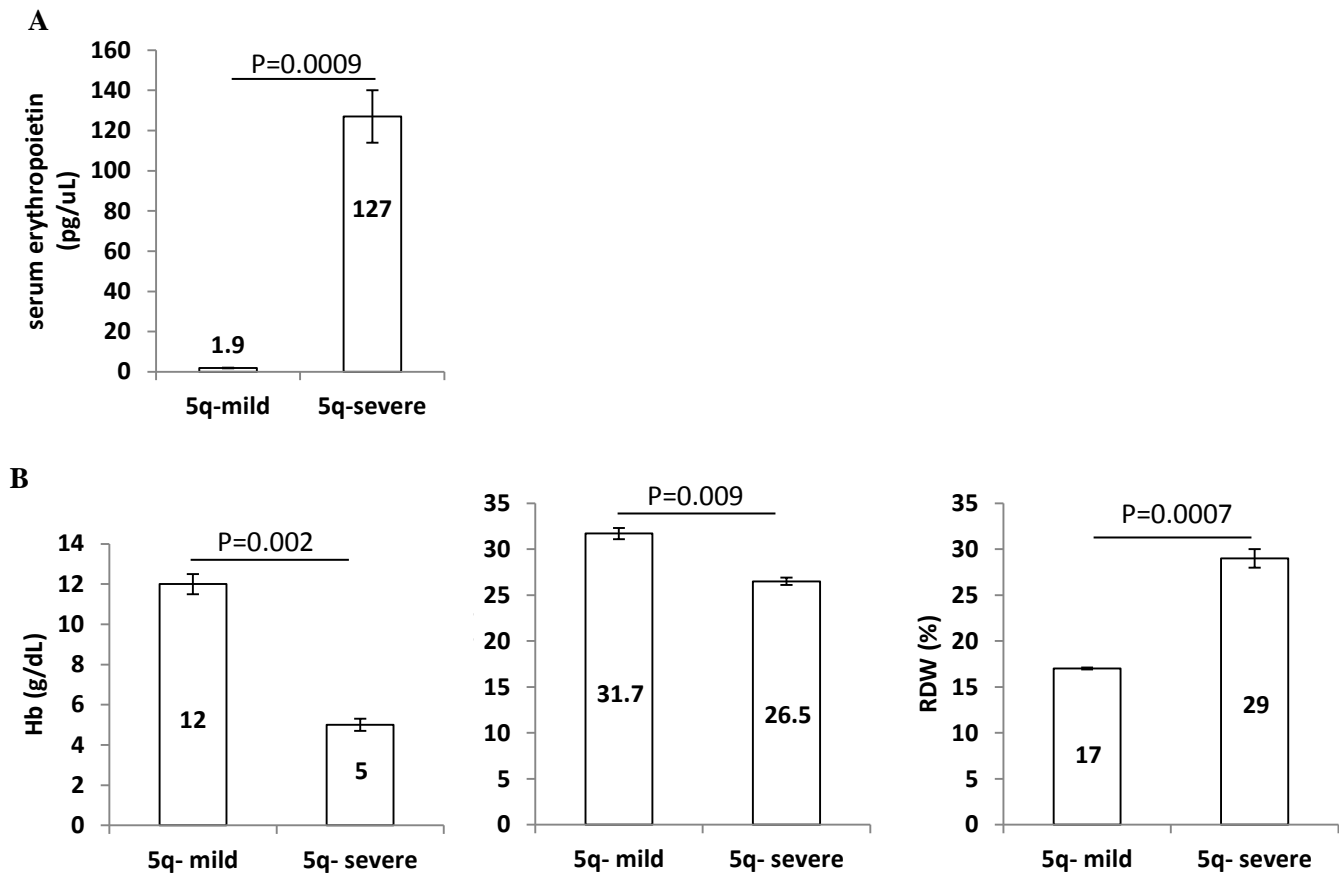 A
P=0.0009
serum erythropoietin
(pg/uL)
160
140
120
100
80
60
40
20
0
1.9
127
5q-mild
5q-severe
B
P=0.002
Hb (g/dL)
14
12
10
8
6
4
2
0
12
5
5q- mild
5q- severe
P=0.009
35
30
25
20
15
10
5
0
31.7
26.5
5q- mild
5q- severe
P=0.0007
RDW (%)
35
30
25
20
15
10
5
0
17
29
5q- mild
5q- severe